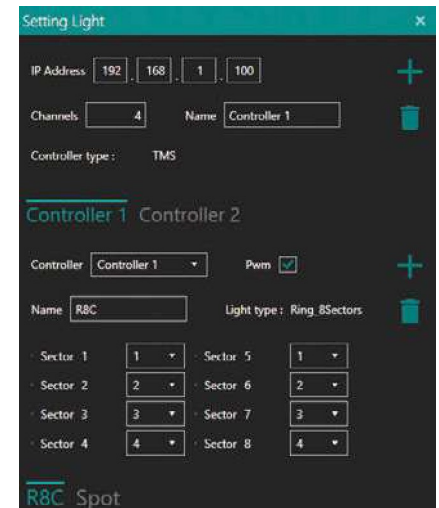 Setting Light ×
IP Address 192 . 168 . 1 . 100
Channels 4 Name Controller 1
Controller type : TMS
Controller 1 Controller 2
Controller Controller 1 Pwm
Name R8C Light type : Ring_8Sectors
Sector 1 1 Sector 5 1
Sector 2 2 Sector 6 2
Sector 3 3 Sector 7 3
Sector 4 4 Sector 8 4
R8C Spot